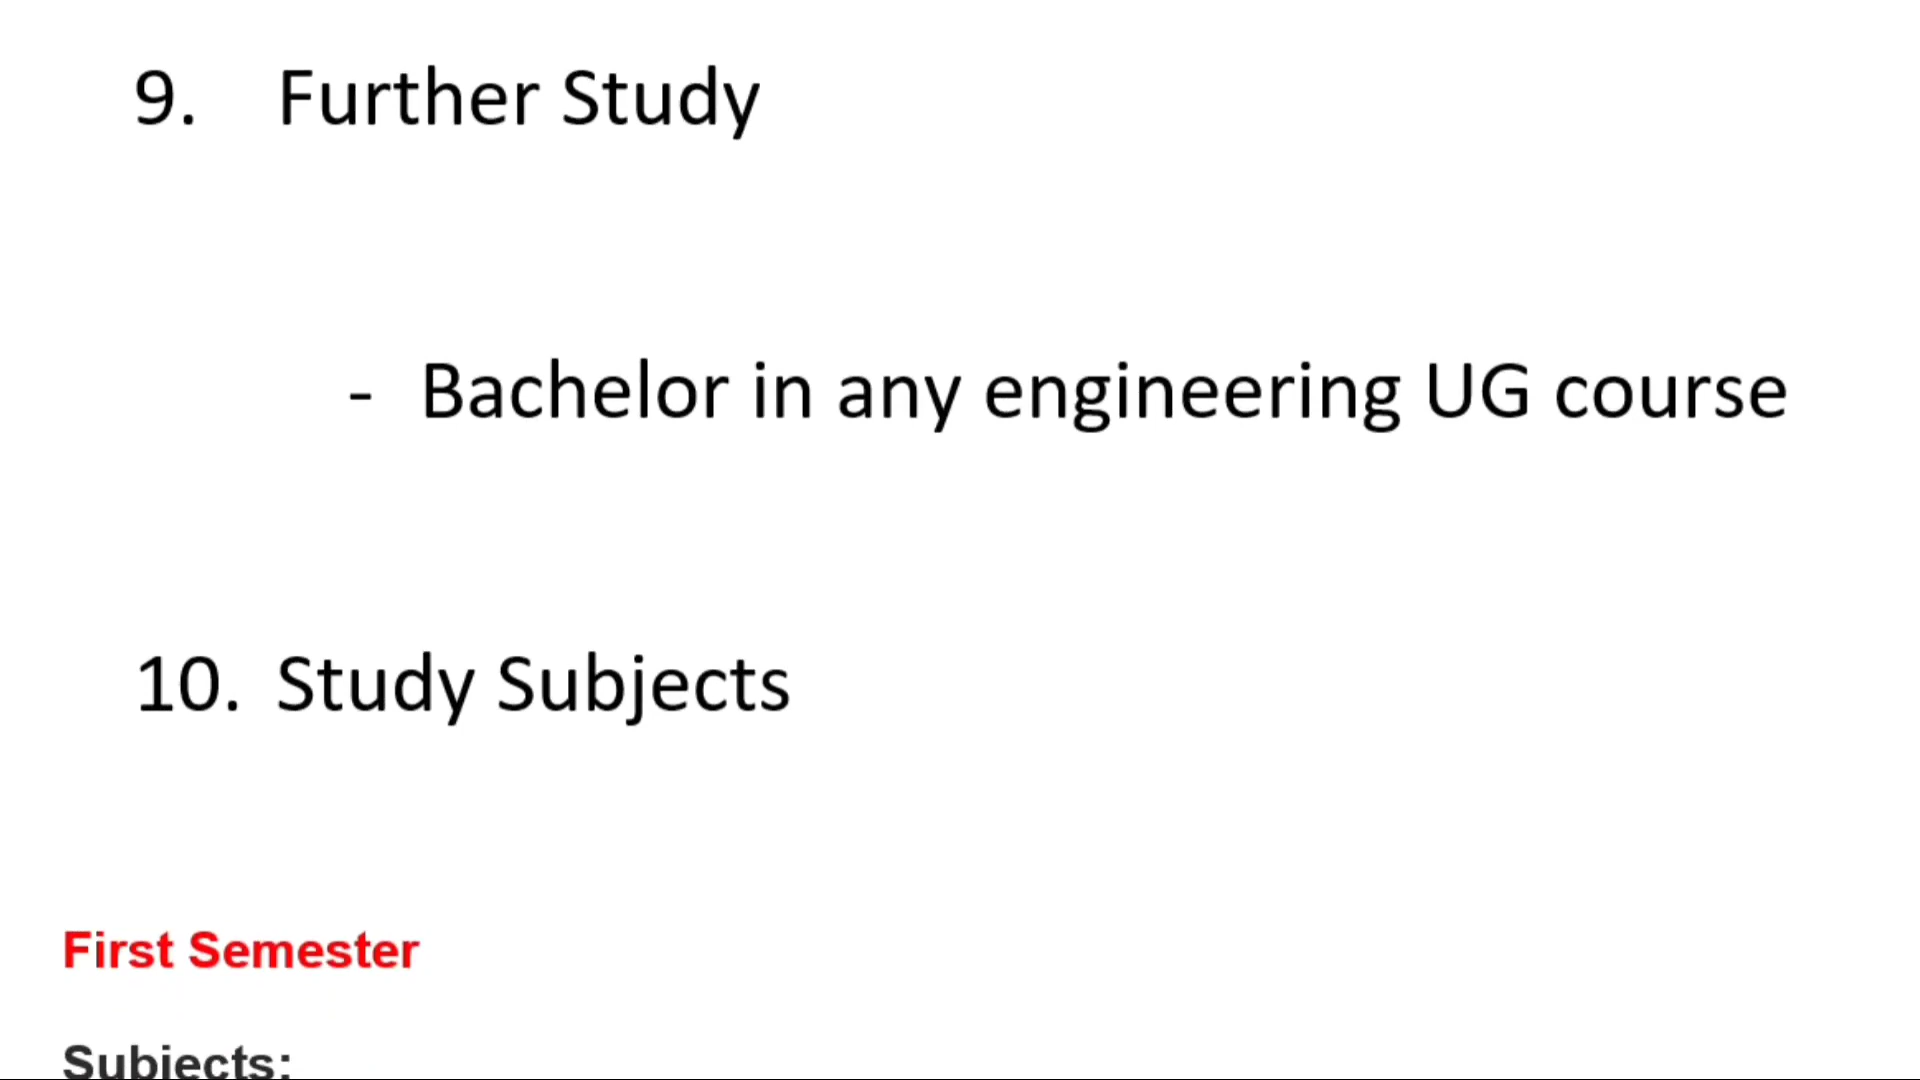 9. Further Study
- Bachelor in any engineering UG course
10. Study Subjects
First Semester
Subjects: